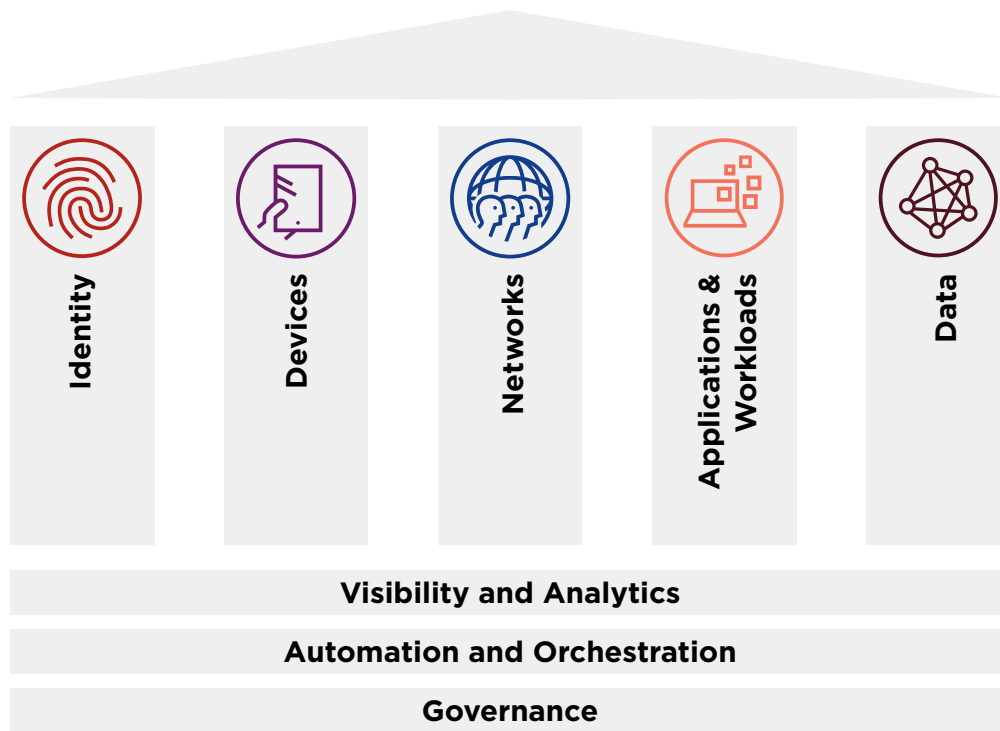 Identity
Devices
Networks
Applications &
Workloads
Data
Visibility and Analytics
Automation and Orchestration
Governance